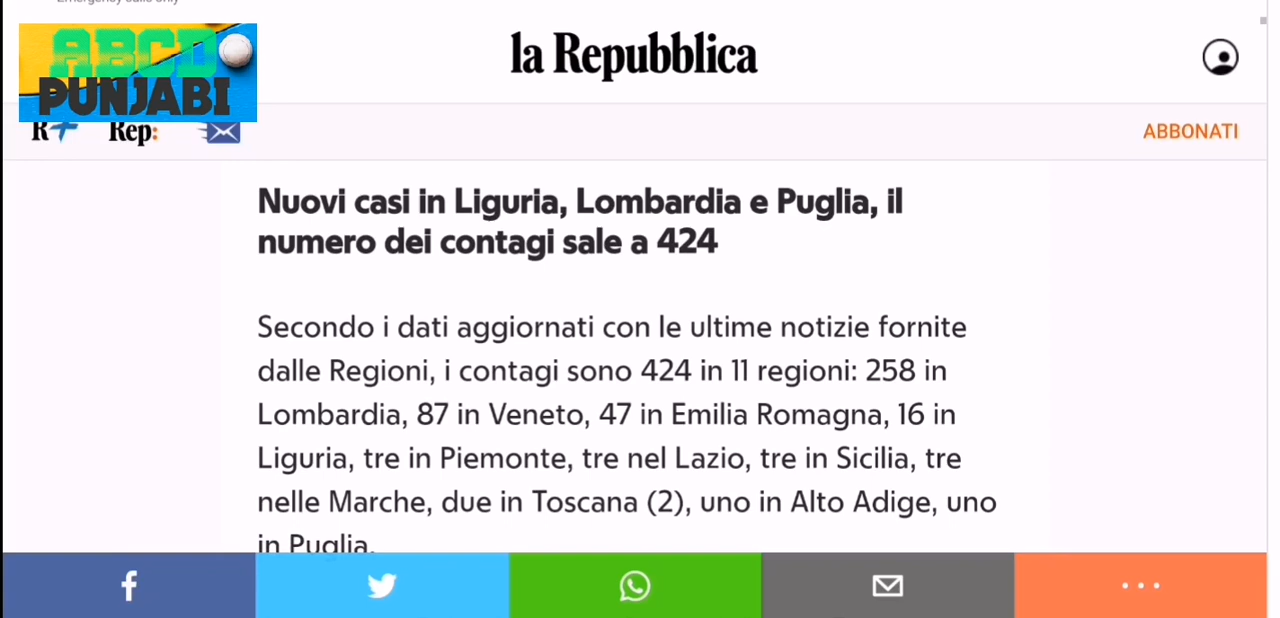 Emergency calls only
ABCD
PUNJABI
la Repubblica
R+ Rep:
ABBONATI
Nuovi casi in Liguria, Lombardia e Puglia, il
numero dei contagi sale a 424
Secondo i dati aggiornati con le ultime notizie fornite
dalle Regioni, i contagi sono 424 in 11 regioni: 258 in
Lombardia, 87 in Veneto, 47 in Emilia Romagna, 16 in
Liguria, tre in Piemonte, tre nel Lazio, tre in Sicilia, tre
nelle Marche, due in Toscana (2), uno in Alto Adige, uno
in Puglia.